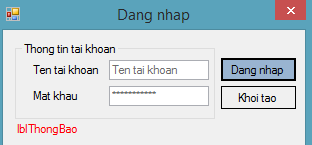 Dang nhap
Thong tin tai khoan
Ten tai khoan Ten tai khoan Dang nhap
Mat khau *********** Khoi tao
lblThongBao